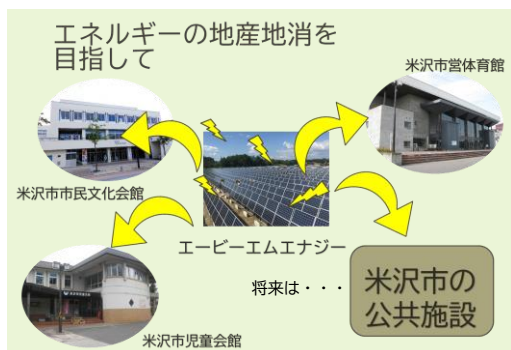 エネルギーの地産地消を
目指して
米沢市営体育館
米沢市市民文化会館
エービーエムエナジー
将来は・・・
米沢市の
公共施設
米沢市児童会館